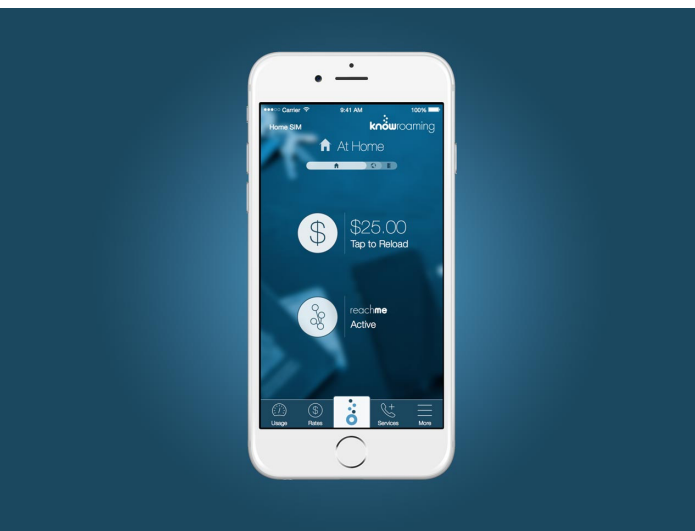 Carrier 9:41 AM 100%
Home SIM knowroaming
At Home
$
$25.00
Tap to Reload
reachme
Active
$
Usage Rates Services More